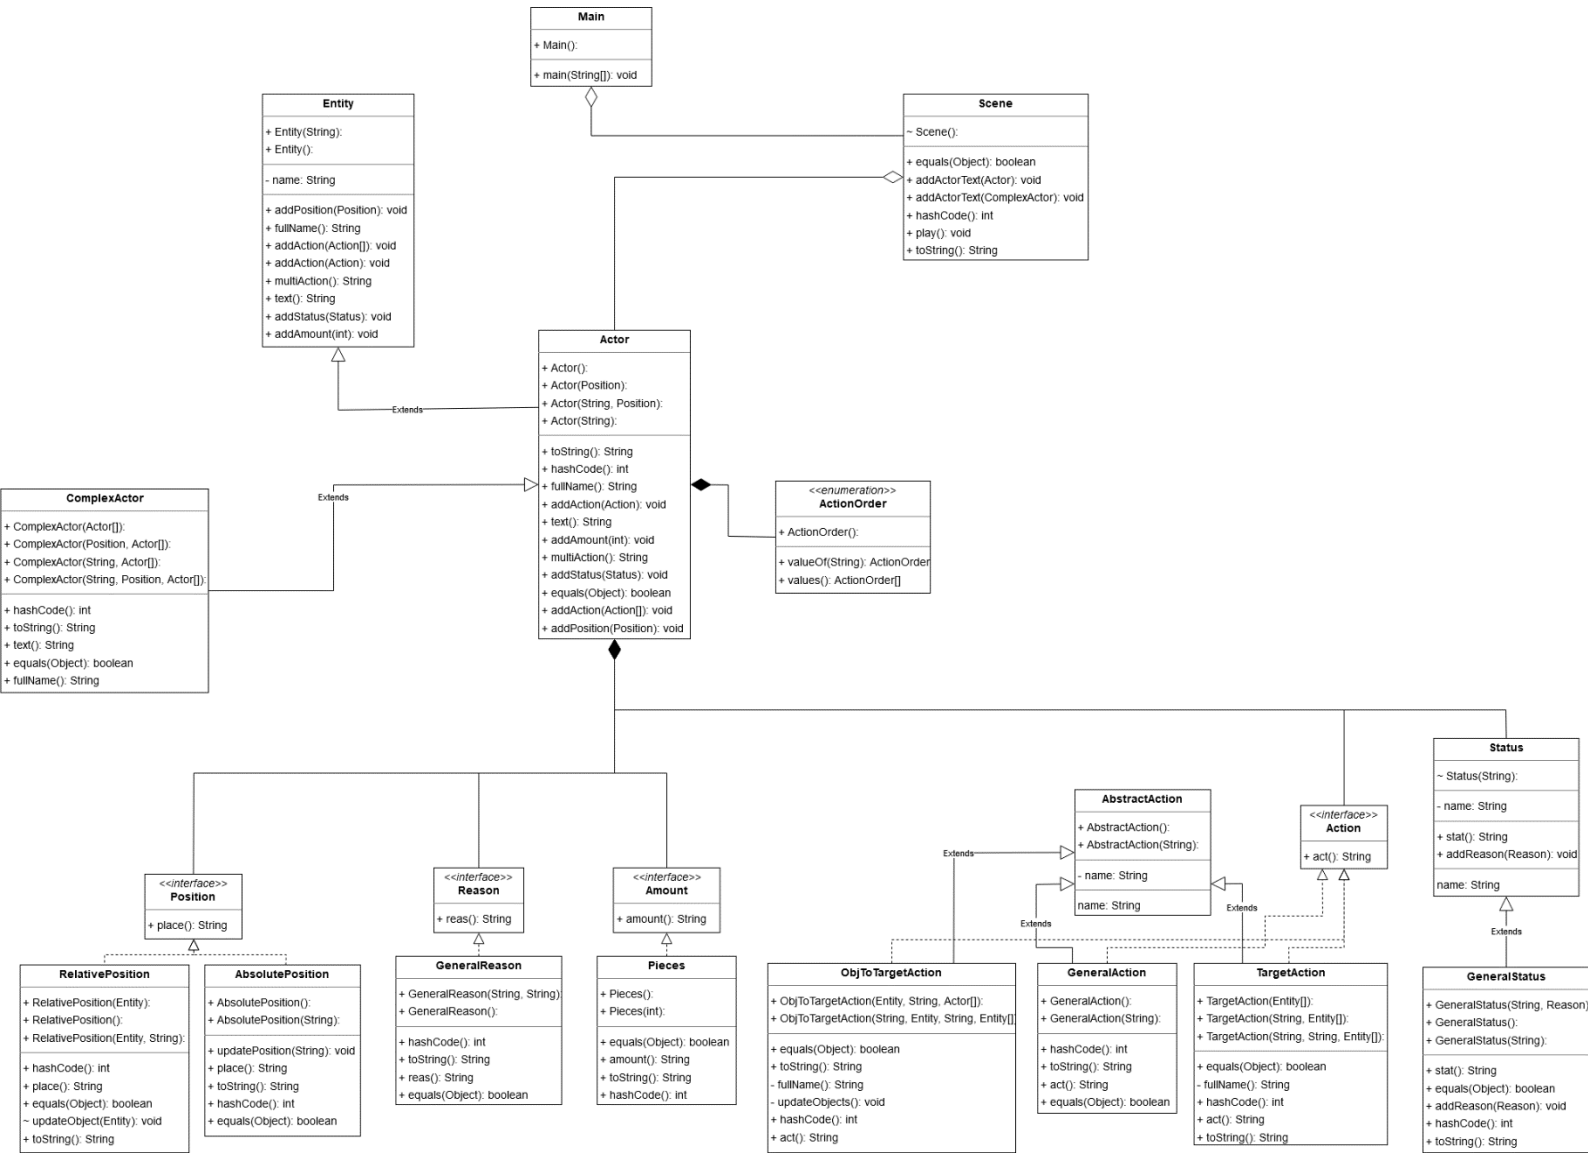 Main
+ Main():
+ main(String[]): void
Entity
+ Entity(String):
+ Entity():
- name: String
+ addPosition(Position): void
+ fullName(): String
+ addAction(Action[]): void
+ addAction(Action): void
+ multiAction(): String
+ text(): String
+ addStatus(Status): void
+ addAmount(int): void
Scene
~ Scene():
+ equals(Object): boolean
+ addActorText(Actor): void
+ addActorText(ComplexActor): void
+ hashCode(): int
+ play(): void
+ toString(): String
Actor
+ Actor():
+ Actor(Position):
+ Actor(String, Position):
+ Actor(String):
+ toString(): String
+ hashCode(): int
+ fullName(): String
+ addAction(Action): void
+ text(): String
+ addAmount(int): void
+ multiAction(): String
+ addStatus(Status): void
+ equals(Object): boolean
+ addAction(Action[]): void
+ addPosition(Position): void
Extends
Extends
ComplexActor
+ ComplexActor(Actor[]):
+ ComplexActor(Position, Actor[]):
+ ComplexActor(String, Actor[]):
+ ComplexActor(String, Position, Actor[]):
+ hashCode(): int
+ toString(): String
+ text(): String
+ equals(Object): boolean
+ fullName(): String
<<enumeration>>
ActionOrder
+ ActionOrder():
+ valueOf(String): ActionOrder
+ values(): ActionOrder[]
<<interface>>
Position
+ place(): String
<<interface>>
Reason
+ reas(): String
<<interface>>
Amount
+ amount(): String
AbstractAction
+ AbstractAction():
+ AbstractAction(String):
- name: String
name: String
<<interface>>
Action
+ act(): String
Status
~ Status(String):
- name: String
+ stat(): String
+ addReason(Reason): void
name: String
Extends
Extends
Extends
Extends
RelativePosition
+ RelativePosition(Entity):
+ RelativePosition():
+ RelativePosition(Entity, String):
+ hashCode(): int
+ place(): String
+ equals(Object): boolean
~ updateObject(Entity): void
+ toString(): String
AbsolutePosition
+ AbsolutePosition():
+ AbsolutePosition(String):
+ updatePosition(String): void
+ place(): String
+ toString(): String
+ hashCode(): int
+ equals(Object): boolean
GeneralReason
+ GeneralReason(String, String):
+ GeneralReason():
+ hashCode(): int
+ toString(): String
+ reas(): String
+ equals(Object): boolean
Pieces
+ Pieces():
+ Pieces(int):
+ equals(Object): boolean
+ amount(): String
+ toString(): String
+ hashCode(): int
ObjToTargetAction
+ ObjToTargetAction(Entity, String, Actor[]):
+ ObjToTargetAction(String, Entity, String, Entity[]
+ equals(Object): boolean
+ toString(): String
- fullName(): String
- updateObjects(): void
+ hashCode(): int
+ act(): String
GeneralAction
+ GeneralAction():
+ GeneralAction(String):
+ hashCode(): int
+ toString(): String
+ act(): String
+ equals(Object): boolean
TargetAction
+ TargetAction(Entity[]):
+ TargetAction(String, Entity[]):
+ TargetAction(String, String, Entity[]):
+ equals(Object): boolean
- fullName(): String
+ hashCode(): int
+ act(): String
+ toString(): String
GeneralStatus
+ GeneralStatus(String, Reason)
+ GeneralStatus():
+ GeneralStatus(String):
+ stat(): String
+ equals(Object): boolean
+ addReason(Reason): void
+ hashCode(): int
+ toString(): String